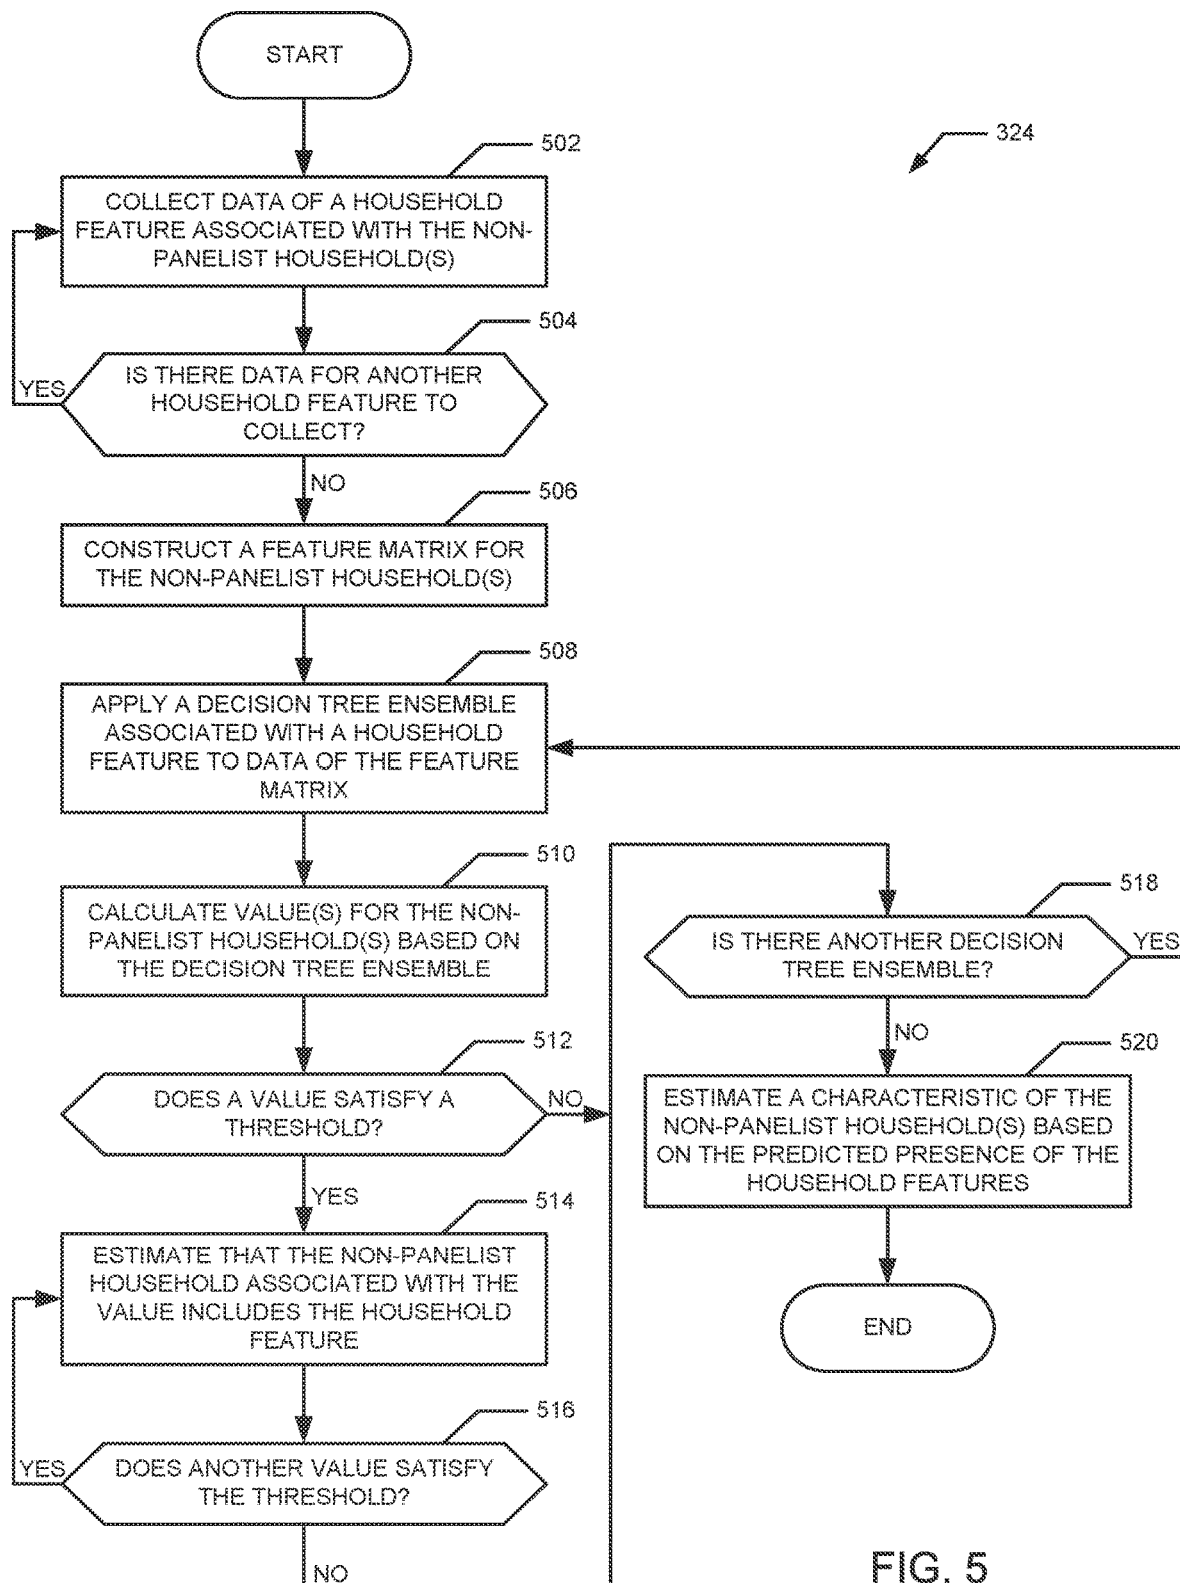 START
324
502
COLLECT DATA OF A HOUSEHOLD
FEATURE ASSOCIATED WITH THE NON-
PANELIST HOUSEHOLD(S)
504
IS THERE DATA FOR ANOTHER
HOUSEHOLD FEATURE TO
COLLECT?
YES
NO
506
CONSTRUCT A FEATURE MATRIX FOR
THE NON-PANELIST HOUSEHOLD(S)
508
APPLY A DECISION TREE ENSEMBLE
ASSOCIATED WITH A HOUSEHOLD
FEATURE TO DATA OF THE FEATURE
MATRIX
510
CALCULATE VALUE(S) FOR THE NON-
PANELIST HOUSEHOLD(S) BASED ON
THE DECISION TREE ENSEMBLE
512
DOES A VALUE SATISFY A
THRESHOLD?
NO
YES
514
ESTIMATE THAT THE NON-PANELIST
HOUSEHOLD ASSOCIATED WITH THE
VALUE INCLUDES THE HOUSEHOLD
FEATURE
516
DOES ANOTHER VALUE SATISFY
THE THRESHOLD?
YES
NO
518
IS THERE ANOTHER DECISION
TREE ENSEMBLE?
YES
NO
520
ESTIMATE A CHARACTERISTIC OF THE
NON-PANELIST HOUSEHOLD(S) BASED
ON THE PREDICTED PRESENCE OF THE
HOUSEHOLD FEATURES
END
FIG. 5